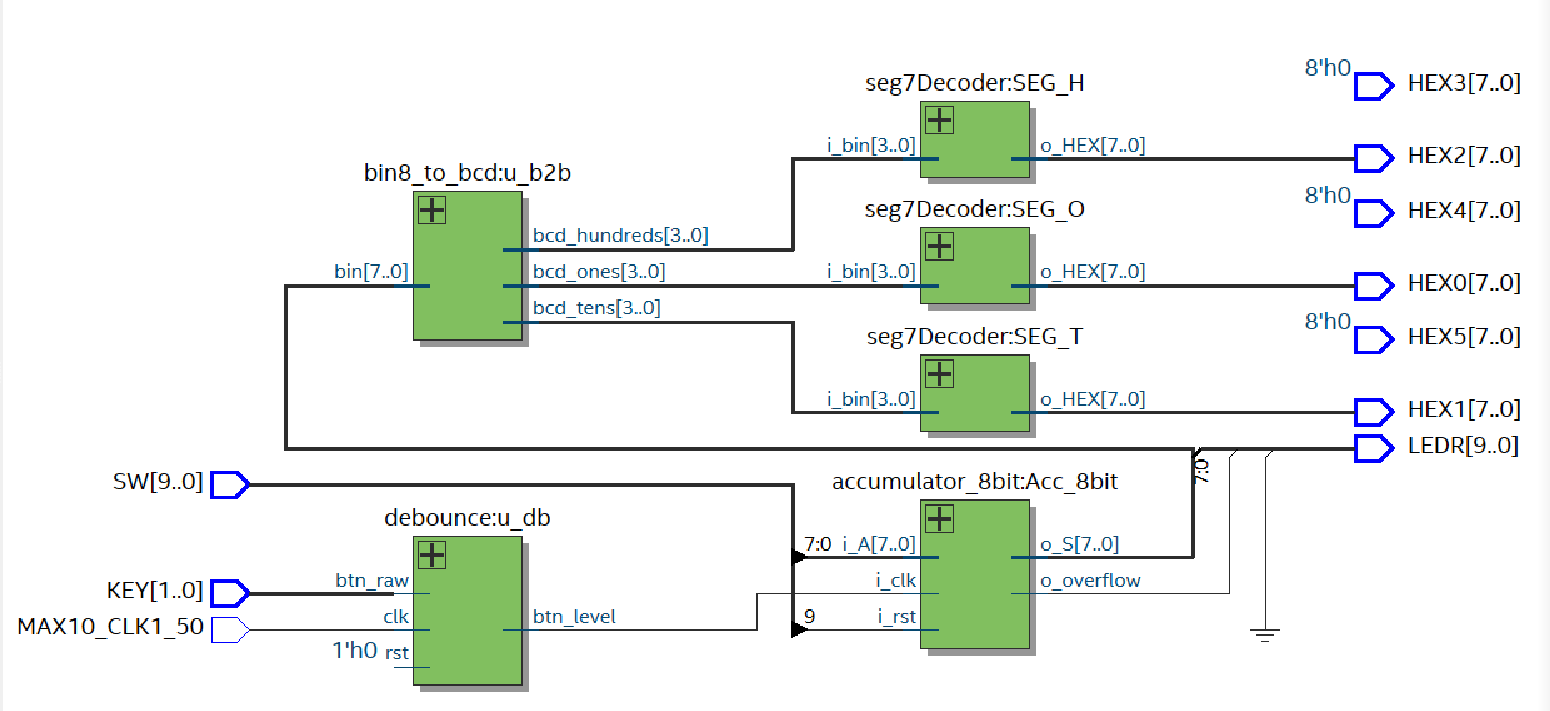 8'h0
HEX3[7..0]
seg7Decoder:SEG_H
i_bin[3..0]
o_HEX[7..0]
HEX2[7..0]
bin8_to_bcd:u_b2b
8'h0
HEX4[7..0]
seg7Decoder:SEG_O
bcd_hundreds[3..0]
bin[7..0]
bcd_ones[3..0]
i_bin[3..0]
o_HEX[7..0]
HEX0[7..0]
bcd_tens[3..0]
8'h0
HEX5[7..0]
seg7Decoder:SEG_T
i_bin[3..0]
o_HEX[7..0]
HEX1[7..0]
LEDR[9..0]
7:0
SW[9..0]
accumulator_8bit:Acc_8bit
debounce:u_db
7:0
i_A[7..0]
o_S[7..0]
KEY[1..0]
btn_raw
i_clk
o_overflow
MAX10_CLK1_50
clk
btn_level
9
i_rst
1'h0
rst